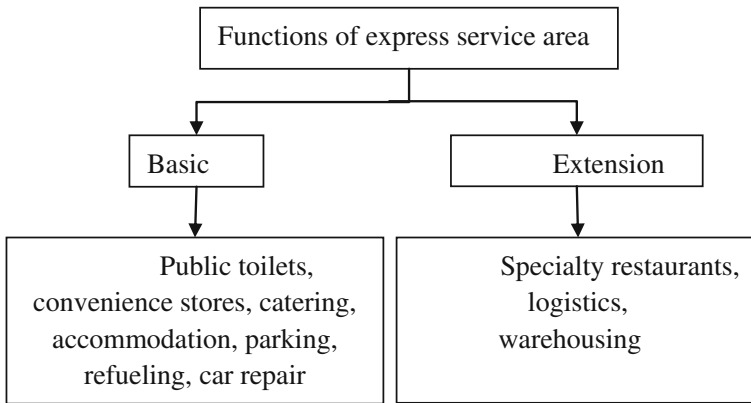 Functions of express service area
Basic
Extension
Public toilets,
convenience stores, catering,
accommodation, parking,
refueling, car repair
Specialty restaurants,
logistics,
warehousing